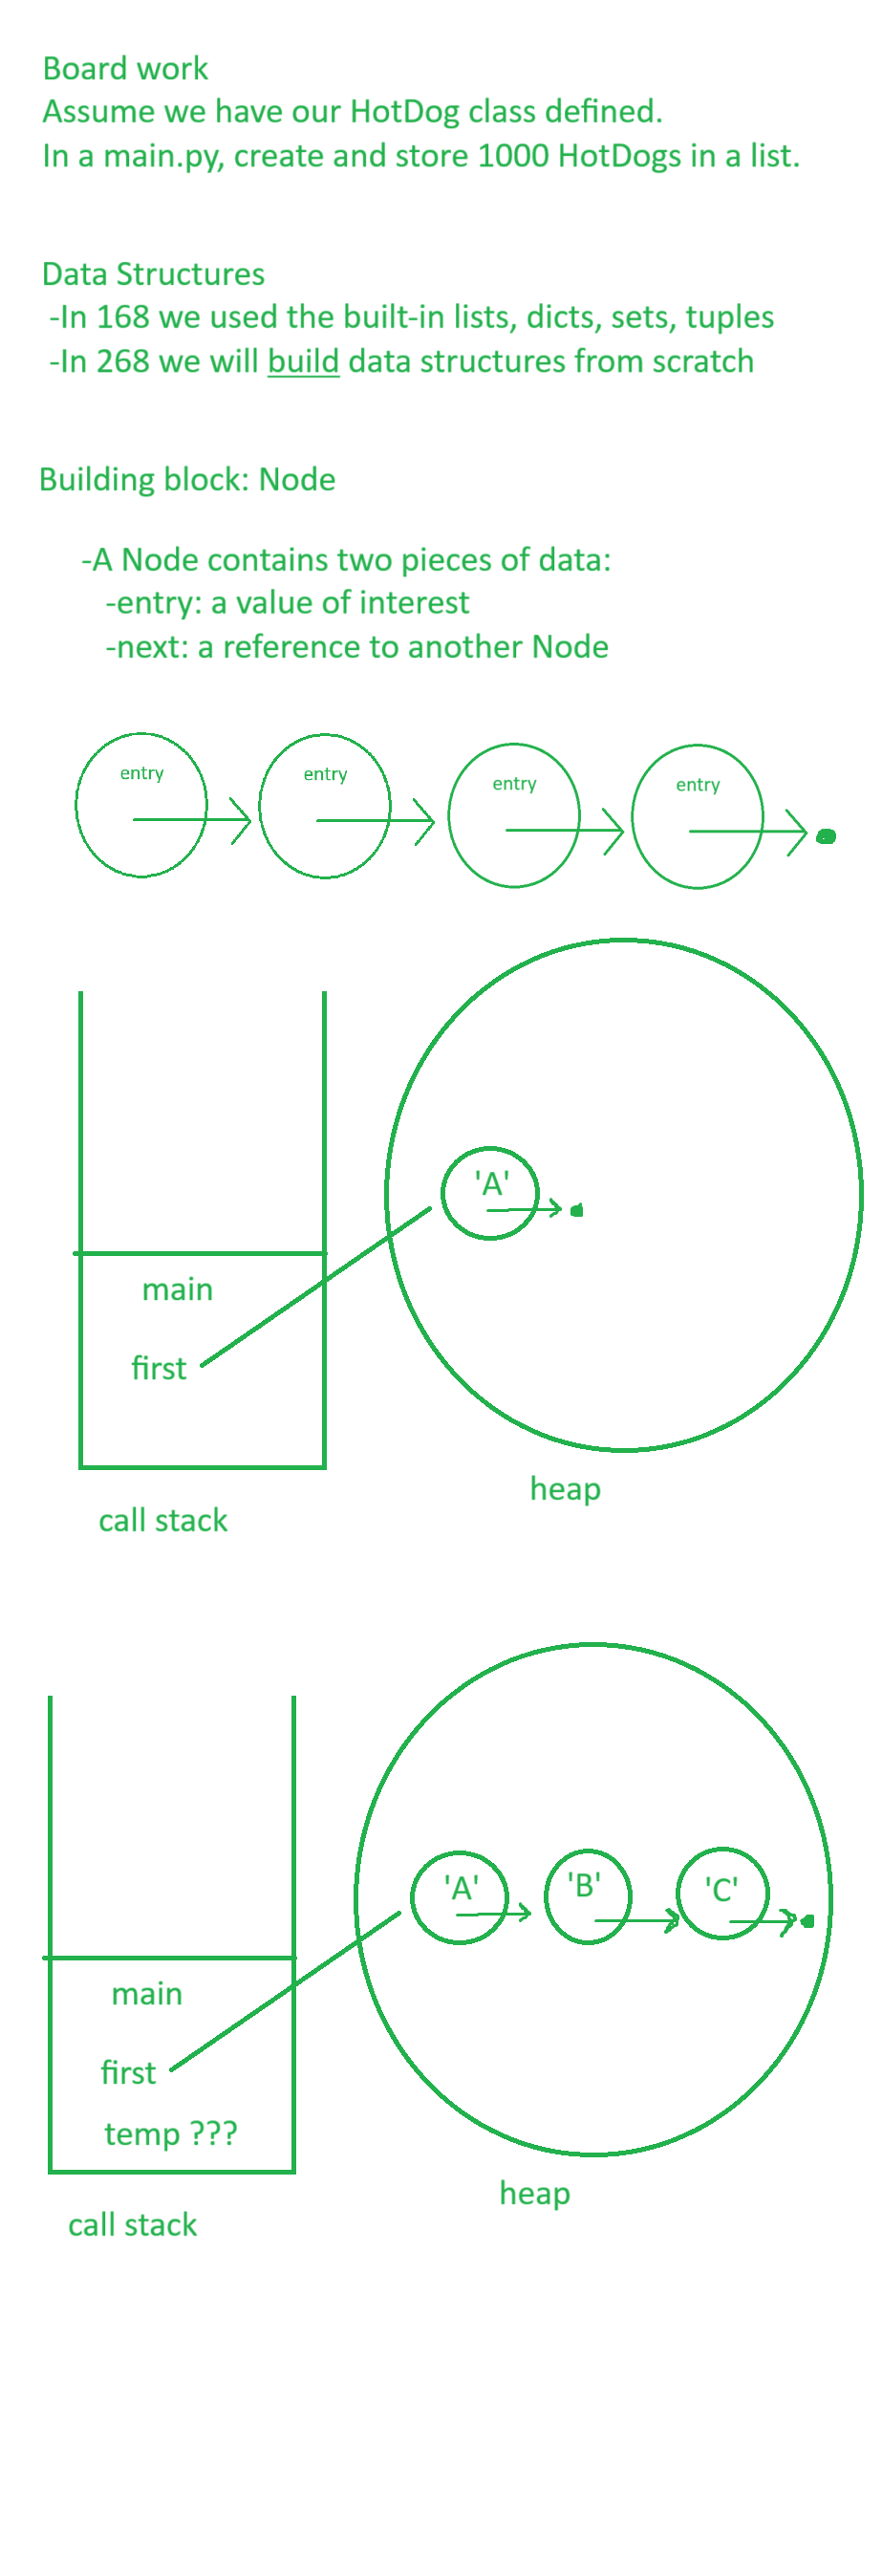 Board work
Assume we have our HotDog class defined.
In a main.py, create and store 1000 HotDogs in a list.
Data Structures
-In 168 we used the built-in lists, dicts, sets, tuples
-In 268 we will build data structures from scratch
Building block: Node
-A Node contains two pieces of data:
-entry: a value of interest
-next: a reference to another Node
entry entry entry entry
'A'
main
first
heap
call stack
'A' 'B' 'C'
main
first
temp ???
heap
call stack